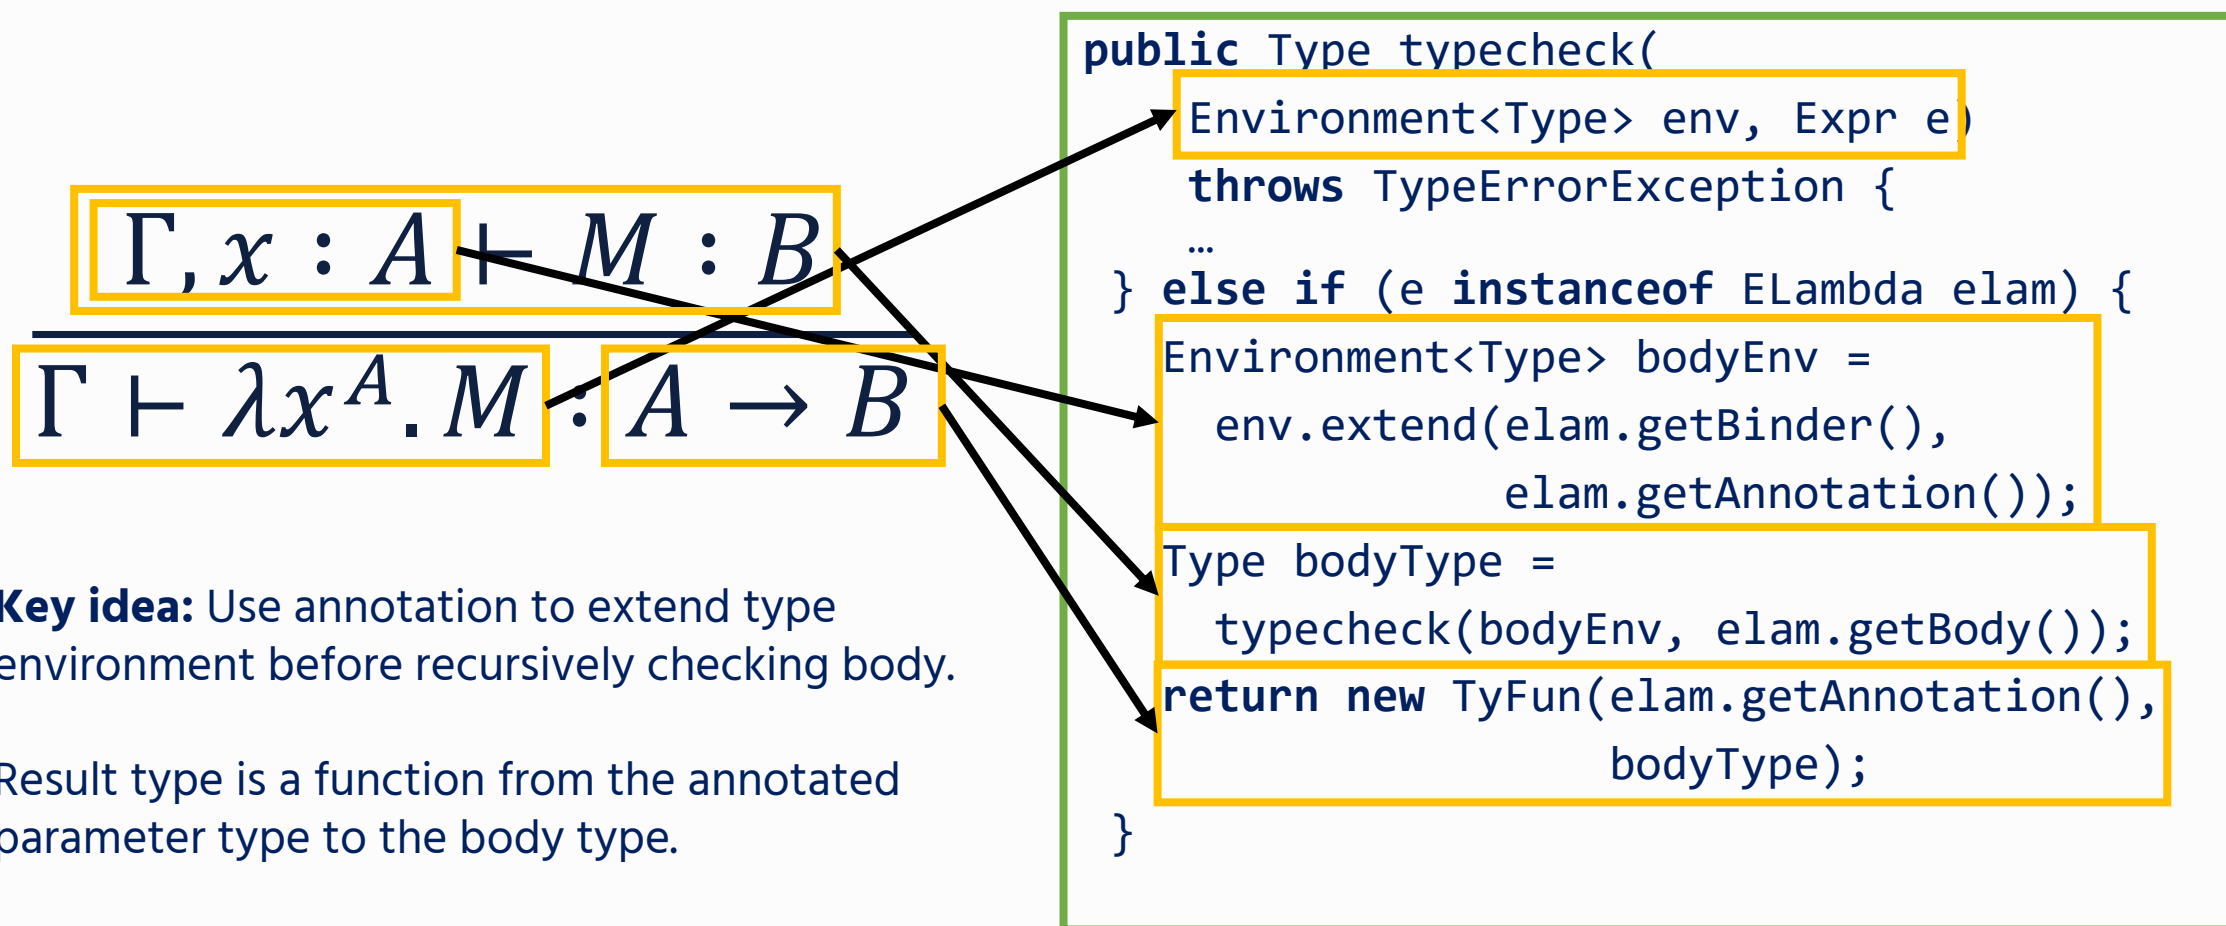 Γ, x : A ⊢ M : B
Γ ⊢ λx^A. M : A → B
Key idea: Use annotation to extend type
environment before recursively checking body.
Result type is a function from the annotated
parameter type to the body type.
public Type typecheck(
Environment<Type> env, Expr e)
throws TypeErrorException {
…
} else if (e instanceof ELambda elam) {
Environment<Type> bodyEnv =
env.extend(elam.getBinder(),
elam.getAnnotation());
Type bodyType =
typecheck(bodyEnv, elam.getBody());
return new TyFun(elam.getAnnotation(),
bodyType);
}